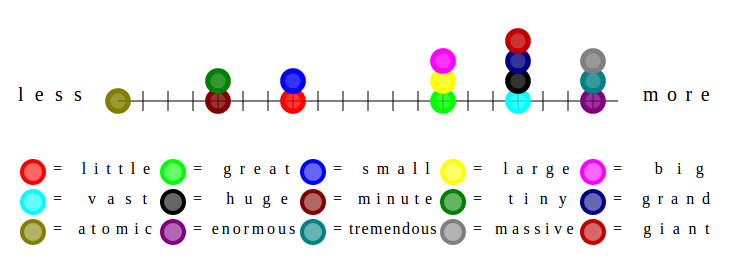 less more
= little = great = small = large = big
= vast = huge = minute = tiny = grand
= atomic = enormous = tremendous = massive = giant